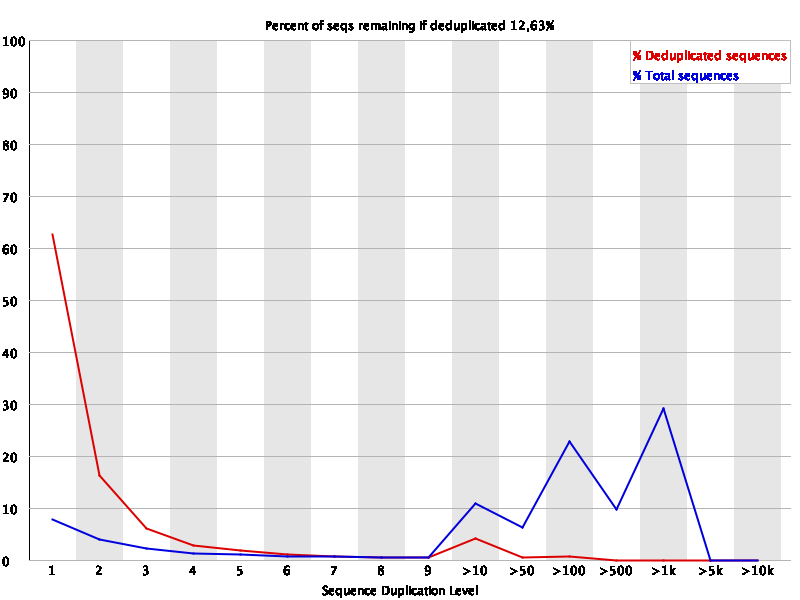 Percent of seqs remaining if deduplicated 12,63%
% Deduplicated sequences
% Total sequences
100
90
80
70
60
50
40
30
20
10
0
1 2 3 4 5 6 7 8 9 >10 >50 >100 >500 >1k >5k >10k
Sequence Duplication Level